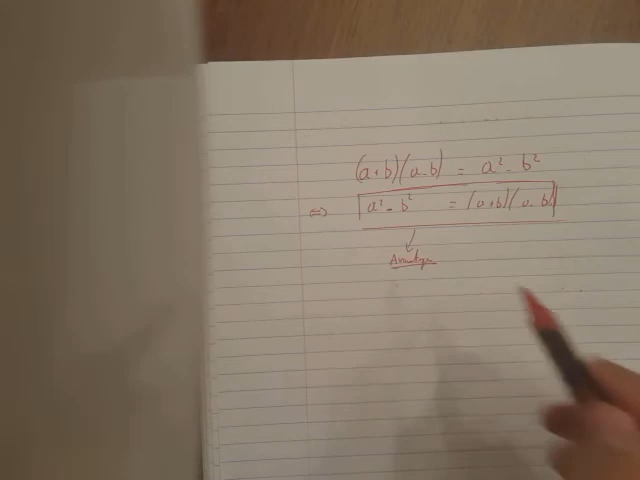 (a+b)(a-b) = a² - b²
⇔ a² - b² = (a+b)(a-b)